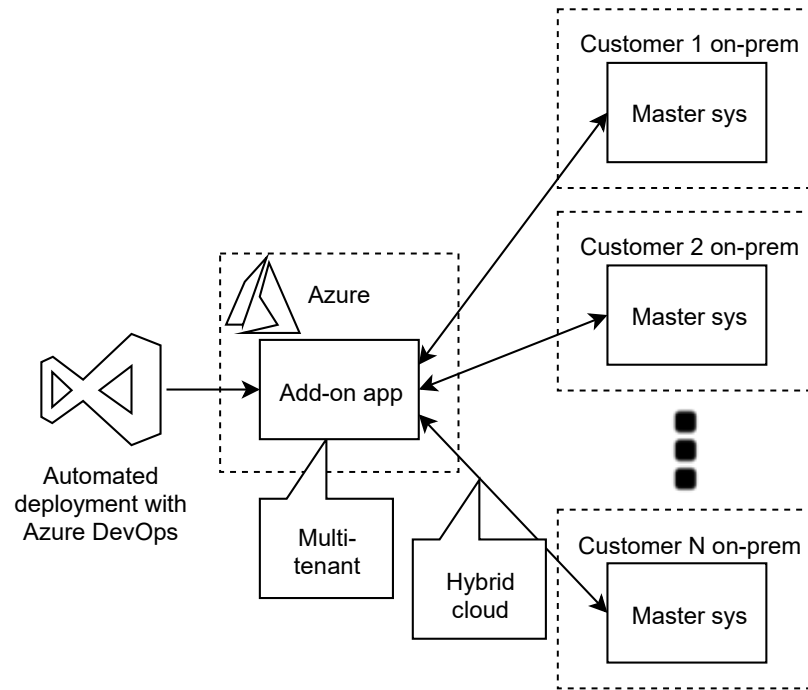 Customer 1 on-prem
Master sys
Customer 2 on-prem
Master sys
Azure
Add-on app
Automated
deployment with
Azure DevOps
Multi-
tenant
Hybrid
cloud
Customer N on-prem
Master sys